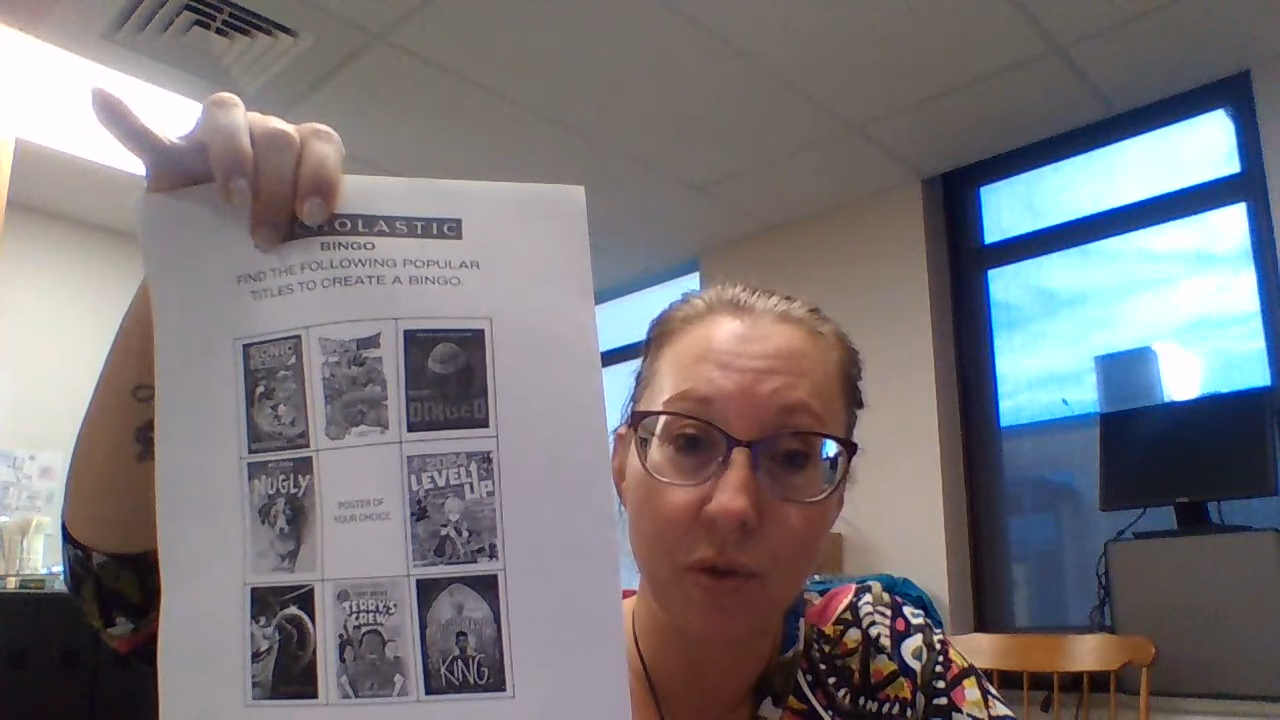 SCHOLASTIC
BINGO
FIND THE FOLLOWING POPULAR
TITLES TO CREATE A BINGO.
SONIC
DINGED
NUGLY
POSTER OF
YOUR CHOICE
2024
LEVEL UP
TERRY'S
CREW
KING